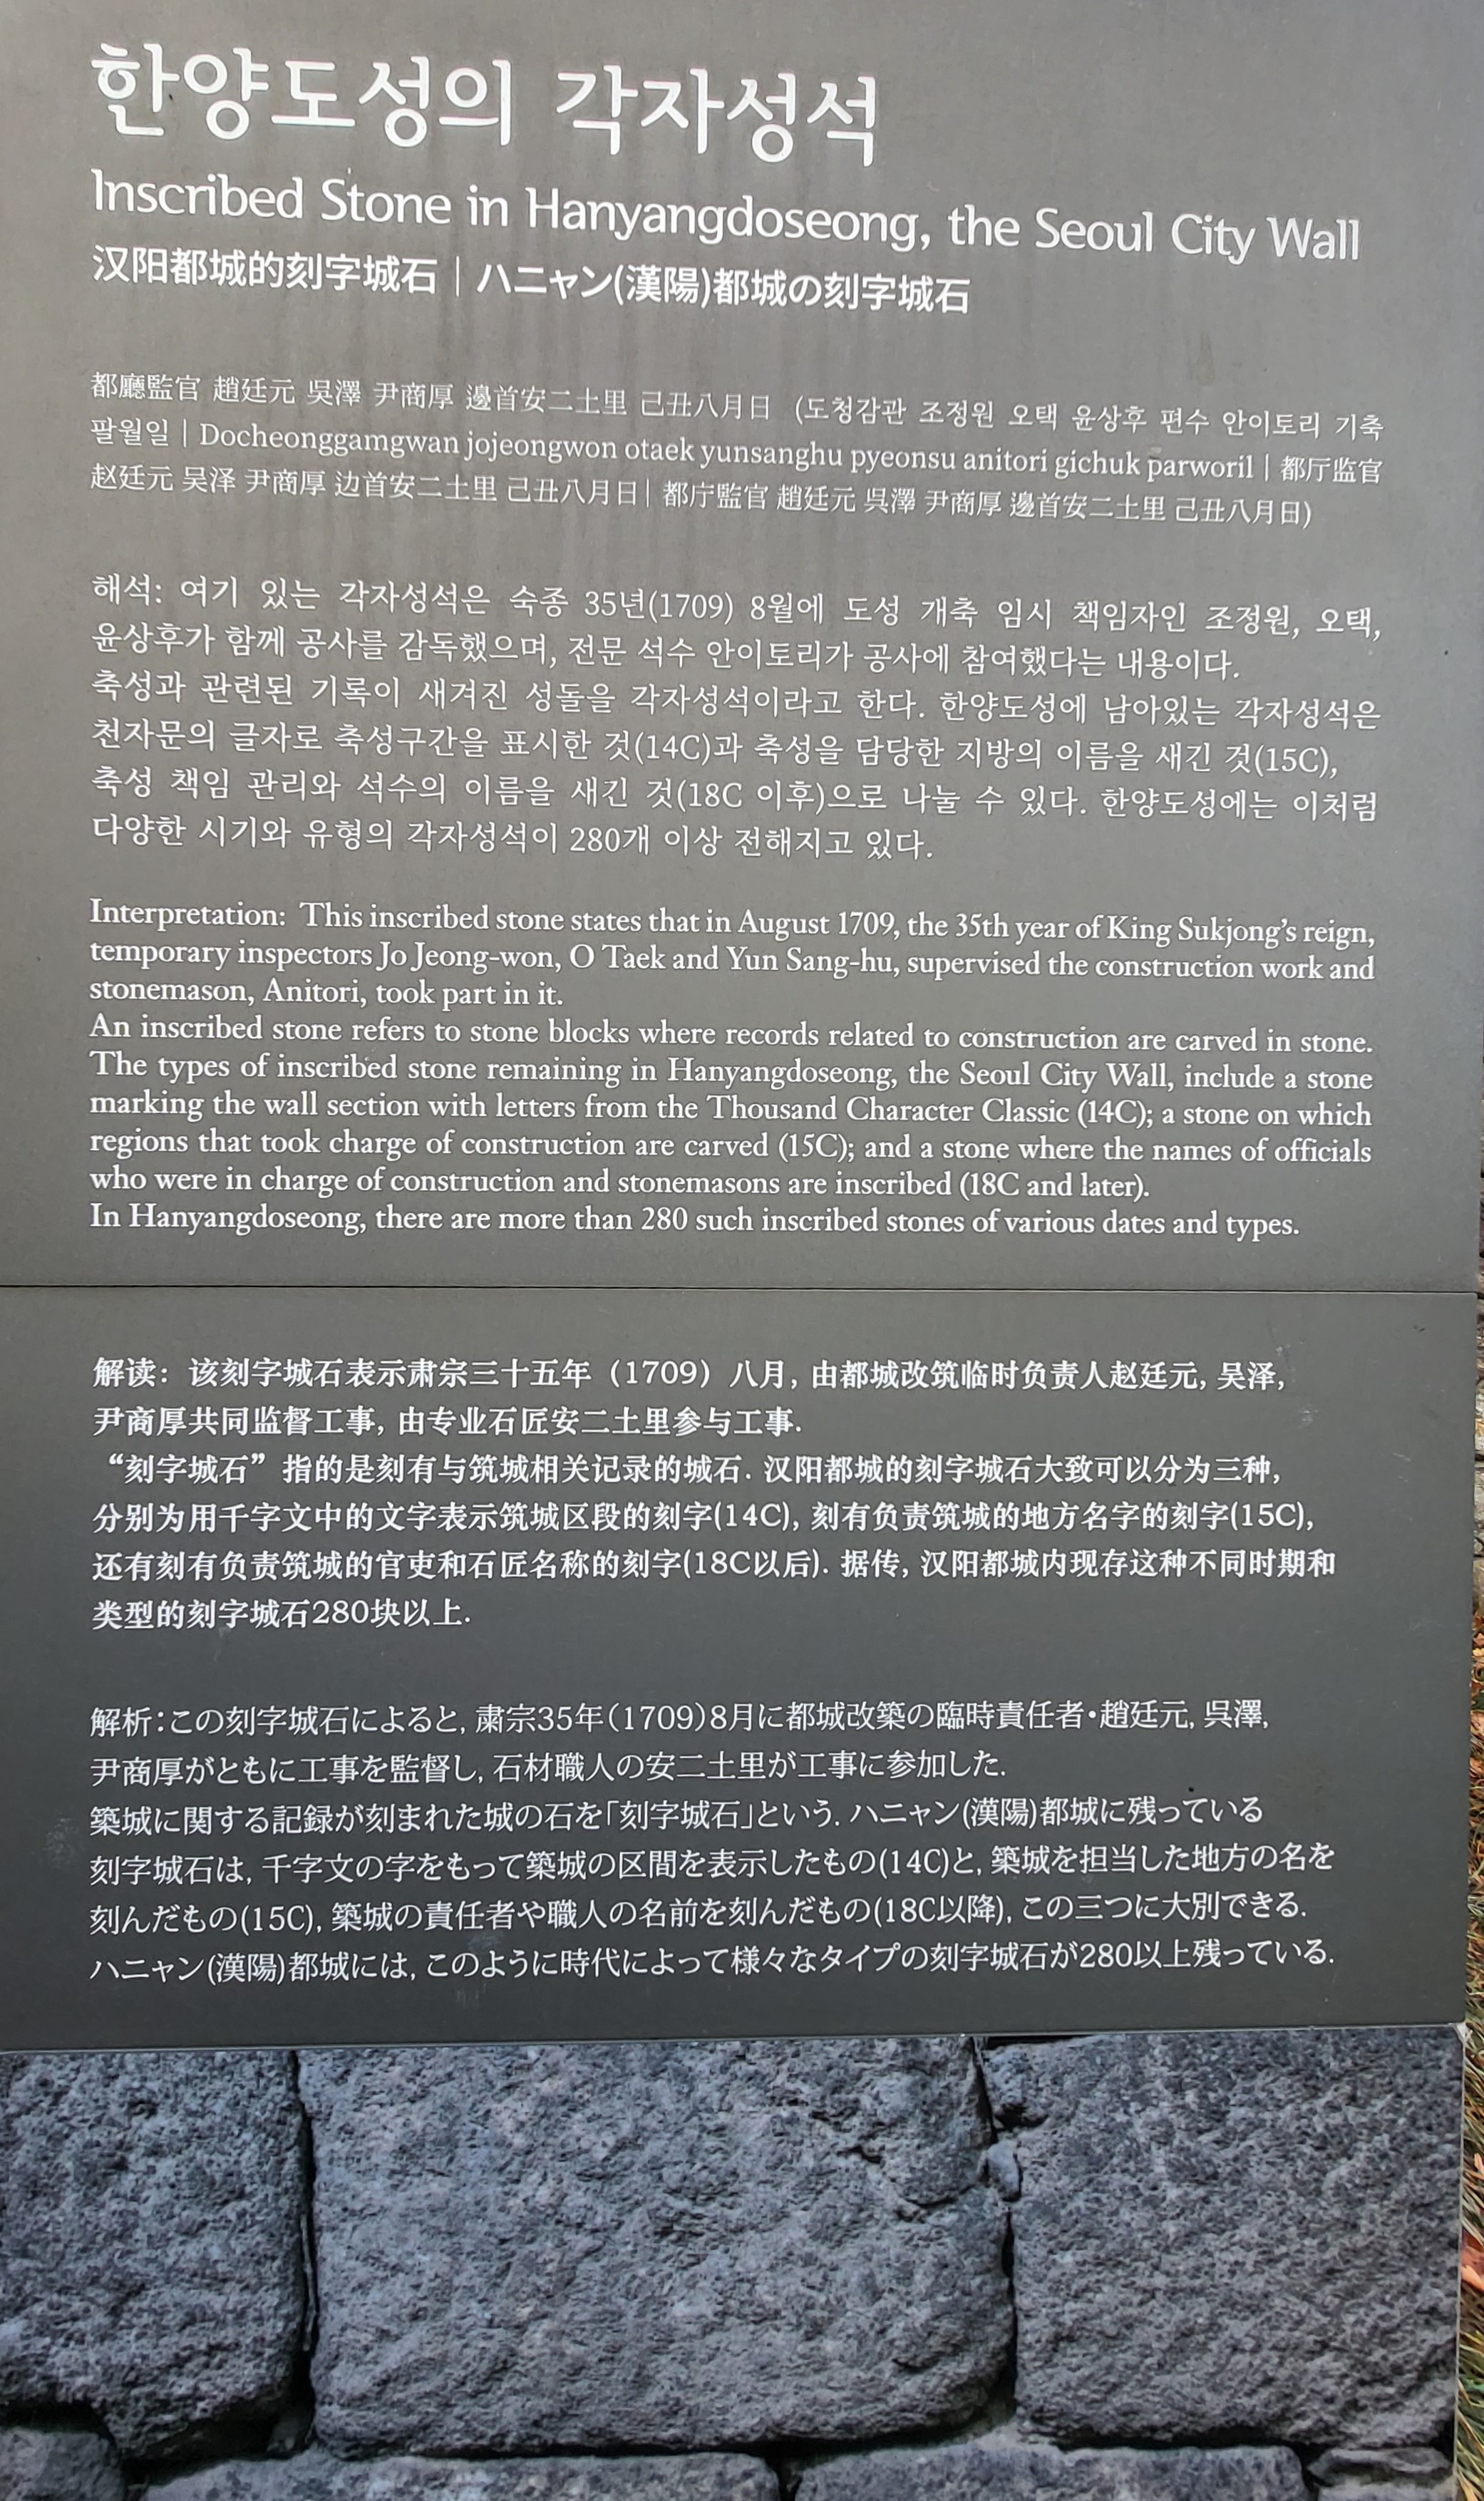 한양도성의 각자성석
Inscribed Stone in Hanyangdoseong, the Seoul City Wall
汉阳都城的刻字城石 | ハニャン(漢陽)都城の刻字城石
都廳監官 趙廷元 吳澤 尹商厚 邊首安二土里 己丑八月日 (도청감관 조정원 오택 윤상후 편수 안이토리 기축
팔월일 | Docheonggamgwan jojeongwon otaek yunsanghu pyeonsu anitori gichuk parworil | 都厅监官
赵廷元 吴泽 尹商厚 边首安二土里 己丑八月日 | 都庁監官 趙廷元 呉澤 尹商厚 邊首安二土里 己丑八月日)
해석: 여기 있는 각자성석은 숙종 35년(1709) 8월에 도성 개축 임시 책임자인 조정원, 오택,
윤상후가 함께 공사를 감독했으며, 전문 석수 안이토리가 공사에 참여했다는 내용이다.
축성과 관련된 기록이 새겨진 성돌을 각자성석이라고 한다. 한양도성에 남아있는 각자성석은
천자문의 글자로 축성구간을 표시한 것(14C)과 축성을 담당한 지방의 이름을 새긴 것(15C),
축성 책임 관리와 석수의 이름을 새긴 것(18C 이후)으로 나눌 수 있다. 한양도성에는 이처럼
다양한 시기와 유형의 각자성석이 280개 이상 전해지고 있다.
Interpretation: This inscribed stone states that in August 1709, the 35th year of King Sukjong's reign,
temporary inspectors Jo Jeong-won, O Taek and Yun Sang-hu, supervised the construction work and
stonemason, Anitori, took part in it.
An inscribed stone refers to stone blocks where records related to construction are carved in stone.
The types of inscribed stone remaining in Hanyangdoseong, the Seoul City Wall, include a stone
marking the wall section with letters from the Thousand Character Classic (14C); a stone on which
regions that took charge of construction are carved (15C); and a stone where the names of officials
who were in charge of construction and stonemasons are inscribed (18C and later).
In Hanyangdoseong, there are more than 280 such inscribed stones of various dates and types.
解读: 该刻字城石表示肃宗三十五年 (1709) 八月, 由都城改筑临时负责人赵廷元, 吴泽,
尹商厚共同监督工事, 由专业石匠安二土里参与工事.
“刻字城石” 指的是刻有与筑城相关记录的城石. 汉阳都城的刻字城石大致可以分为三种,
分别为用千字文中的文字表示筑城区段的刻字(14C), 刻有负责筑城的地方名字的刻字(15C),
还有刻有负责筑城的官吏和石匠名称的刻字(18C以后). 据传, 汉阳都城内现存这种不同时期和
类型的刻字城石280块以上.
解析:この刻字城石によると, 粛宗35年(1709)8月に都城改築の臨時責任者・趙廷元, 呉澤,
尹商厚がともに工事を監督し, 石材職人の安二土里が工事に参加した.
築城に関する記録が刻まれた城の石を「刻字城石」という. ハニャン(漢陽)都城に残っている
刻字城石は, 千字文の字をもって築城の区間を表示したもの(14C)と, 築城を担当した地方の名を
刻んだもの(15C), 築城の責任者や職人の名前を刻んだもの(18C以降), この三つに大別できる.
ハニャン(漢陽)都城には, このように時代によって様々なタイプの刻字城石が280以上残っている.